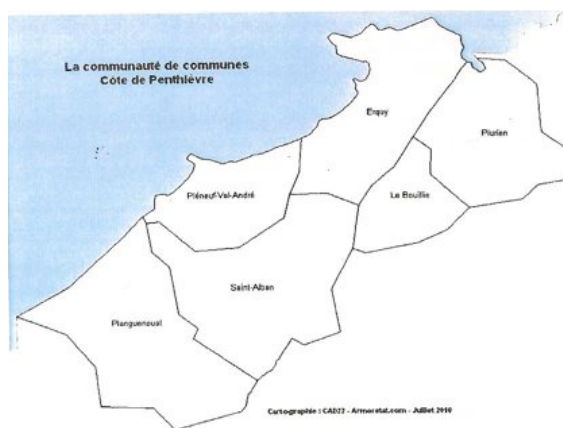 La communauté de communes
Côte de Penthièvre
Erquy
Plurien
Pléneuf-Val-André
La Bouillie
Saint-Alban
Planguenoual
Cartographie : CAD22 - Armorstat.com - Juillet 2010